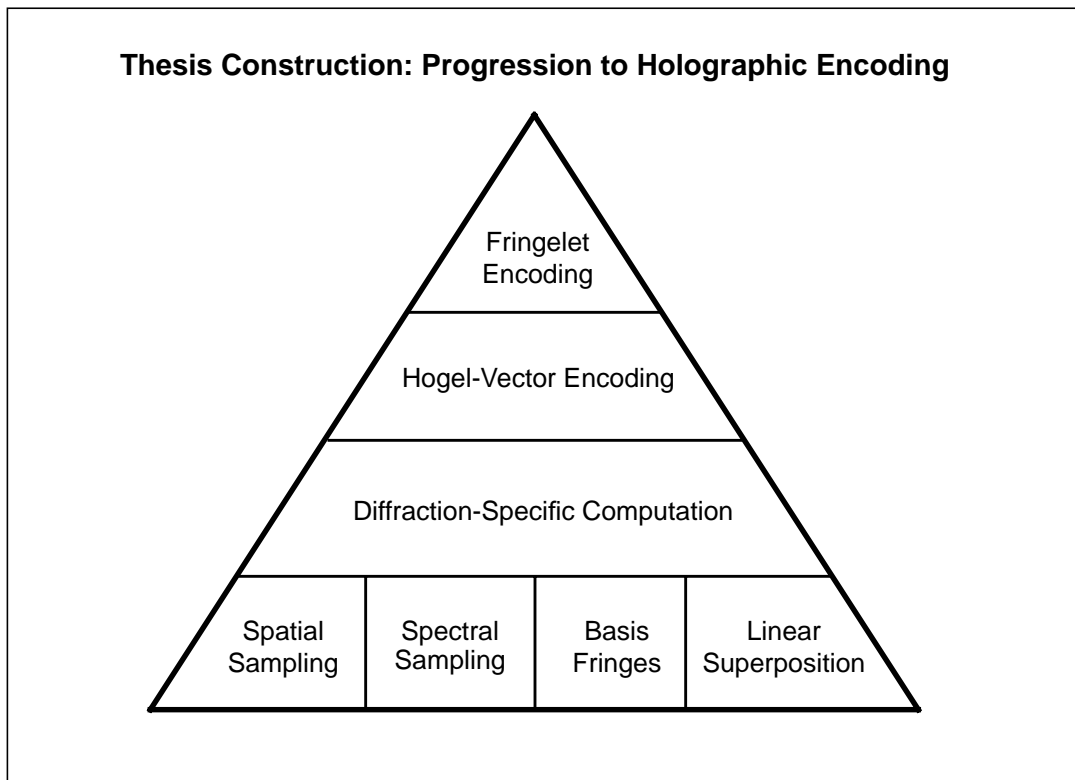 Thesis Construction: Progression to Holographic Encoding
Fringelet
Encoding
Hogel-Vector Encoding
Diffraction-Specific Computation
Spatial
Sampling
Spectral
Sampling
Basis
Fringes
Linear
Superposition